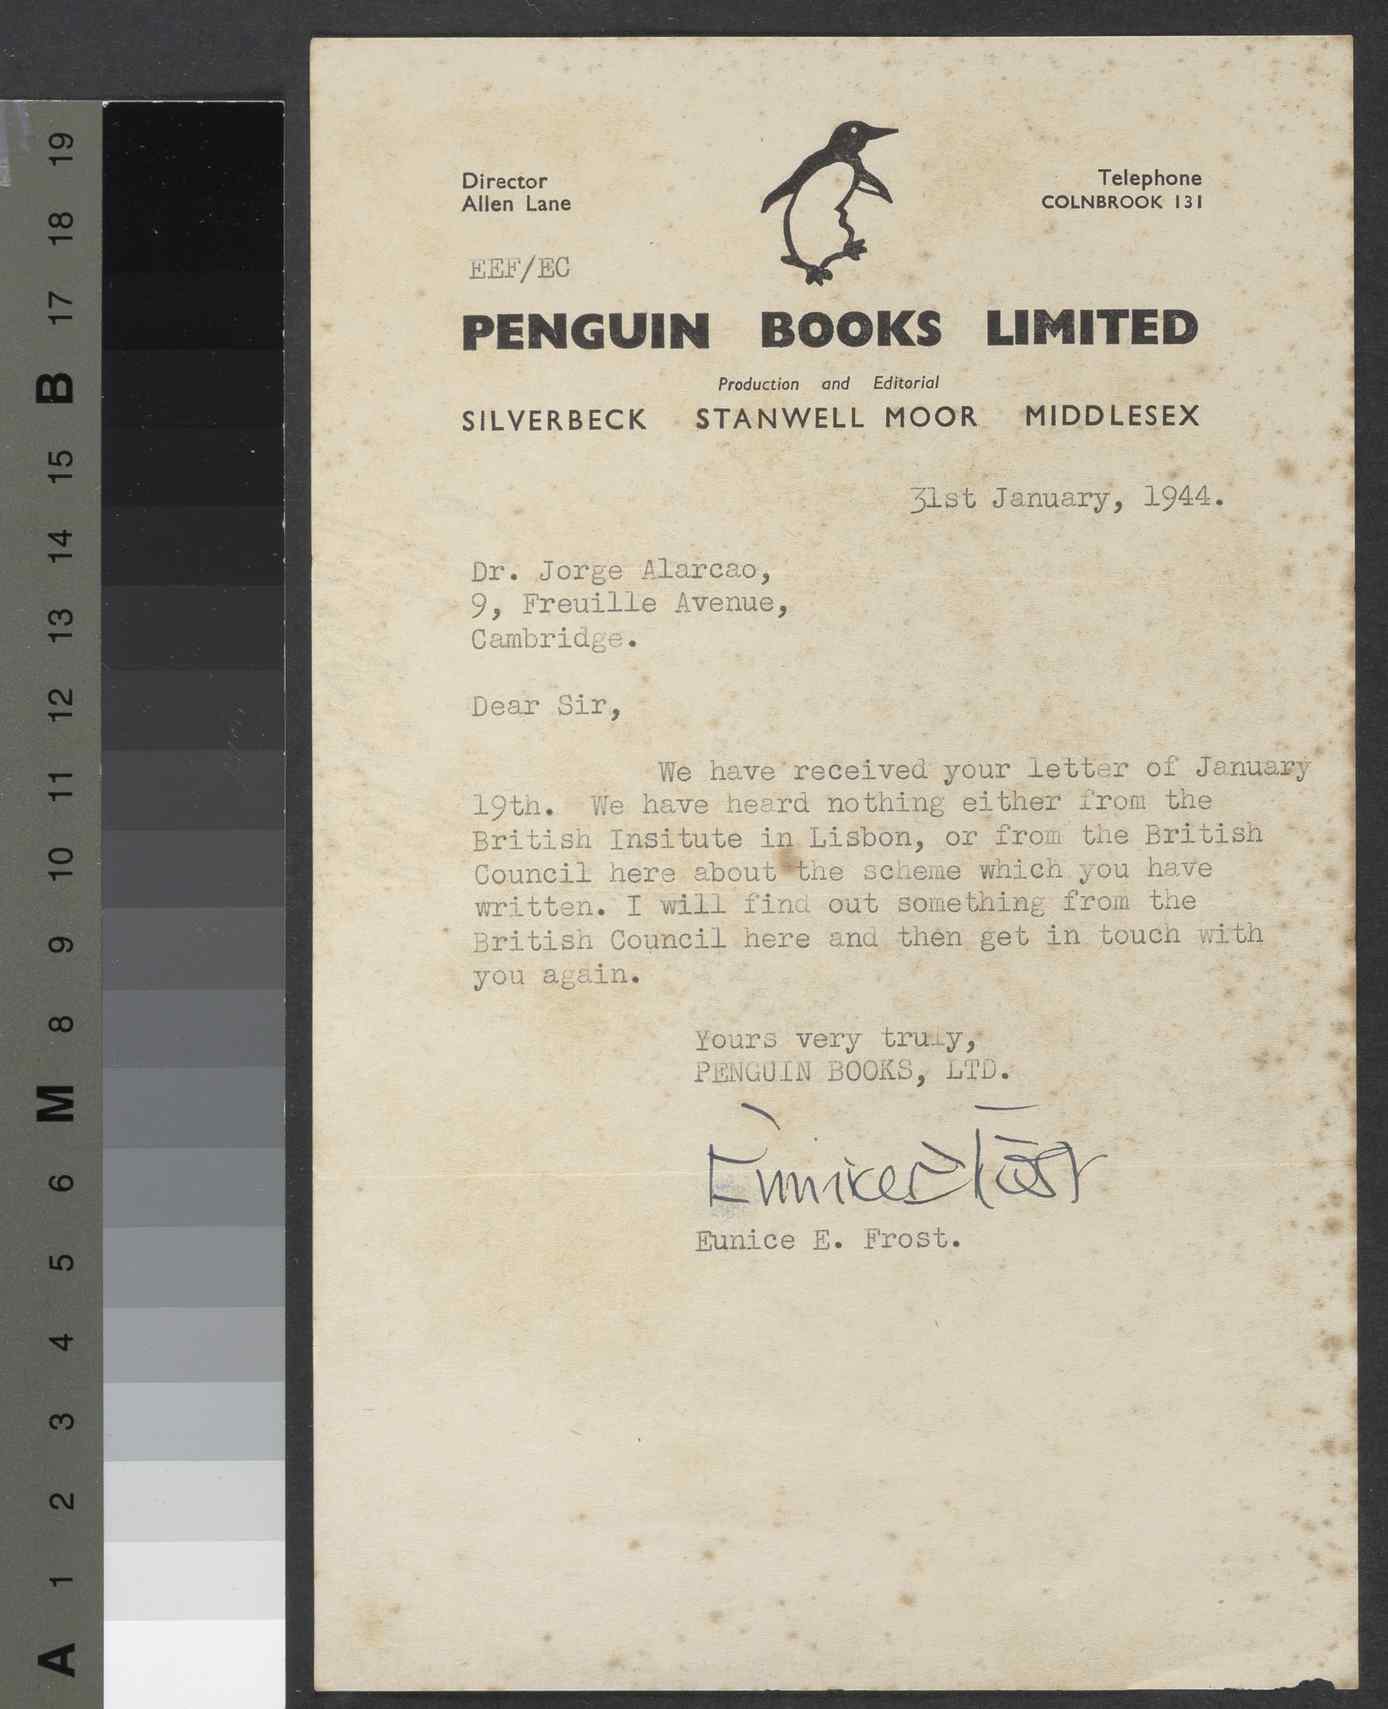 Director
Allen Lane
Telephone
COLNBROOK 131
EEF/EC
PENGUIN BOOKS LIMITED
Production and Editorial
SILVERBECK STANWELL MOOR MIDDLESEX
31st January, 1944.
Dr. Jorge Alarcao,
9, Freuille Avenue,
Cambridge.
Dear Sir,
We have received your letter of January
19th. We have heard nothing either from the
British Insitute in Lisbon, or from the British
Council here about the scheme which you have
written. I will find out something from the
British Council here and then get in touch with
you again.
Yours very truly,
PENGUIN BOOKS, LTD.
Eunice E Frost
Eunice E. Frost.
19
18
17
B
15
14
13
12
11
10
9
8
M
6
5
4
3
2
1
A